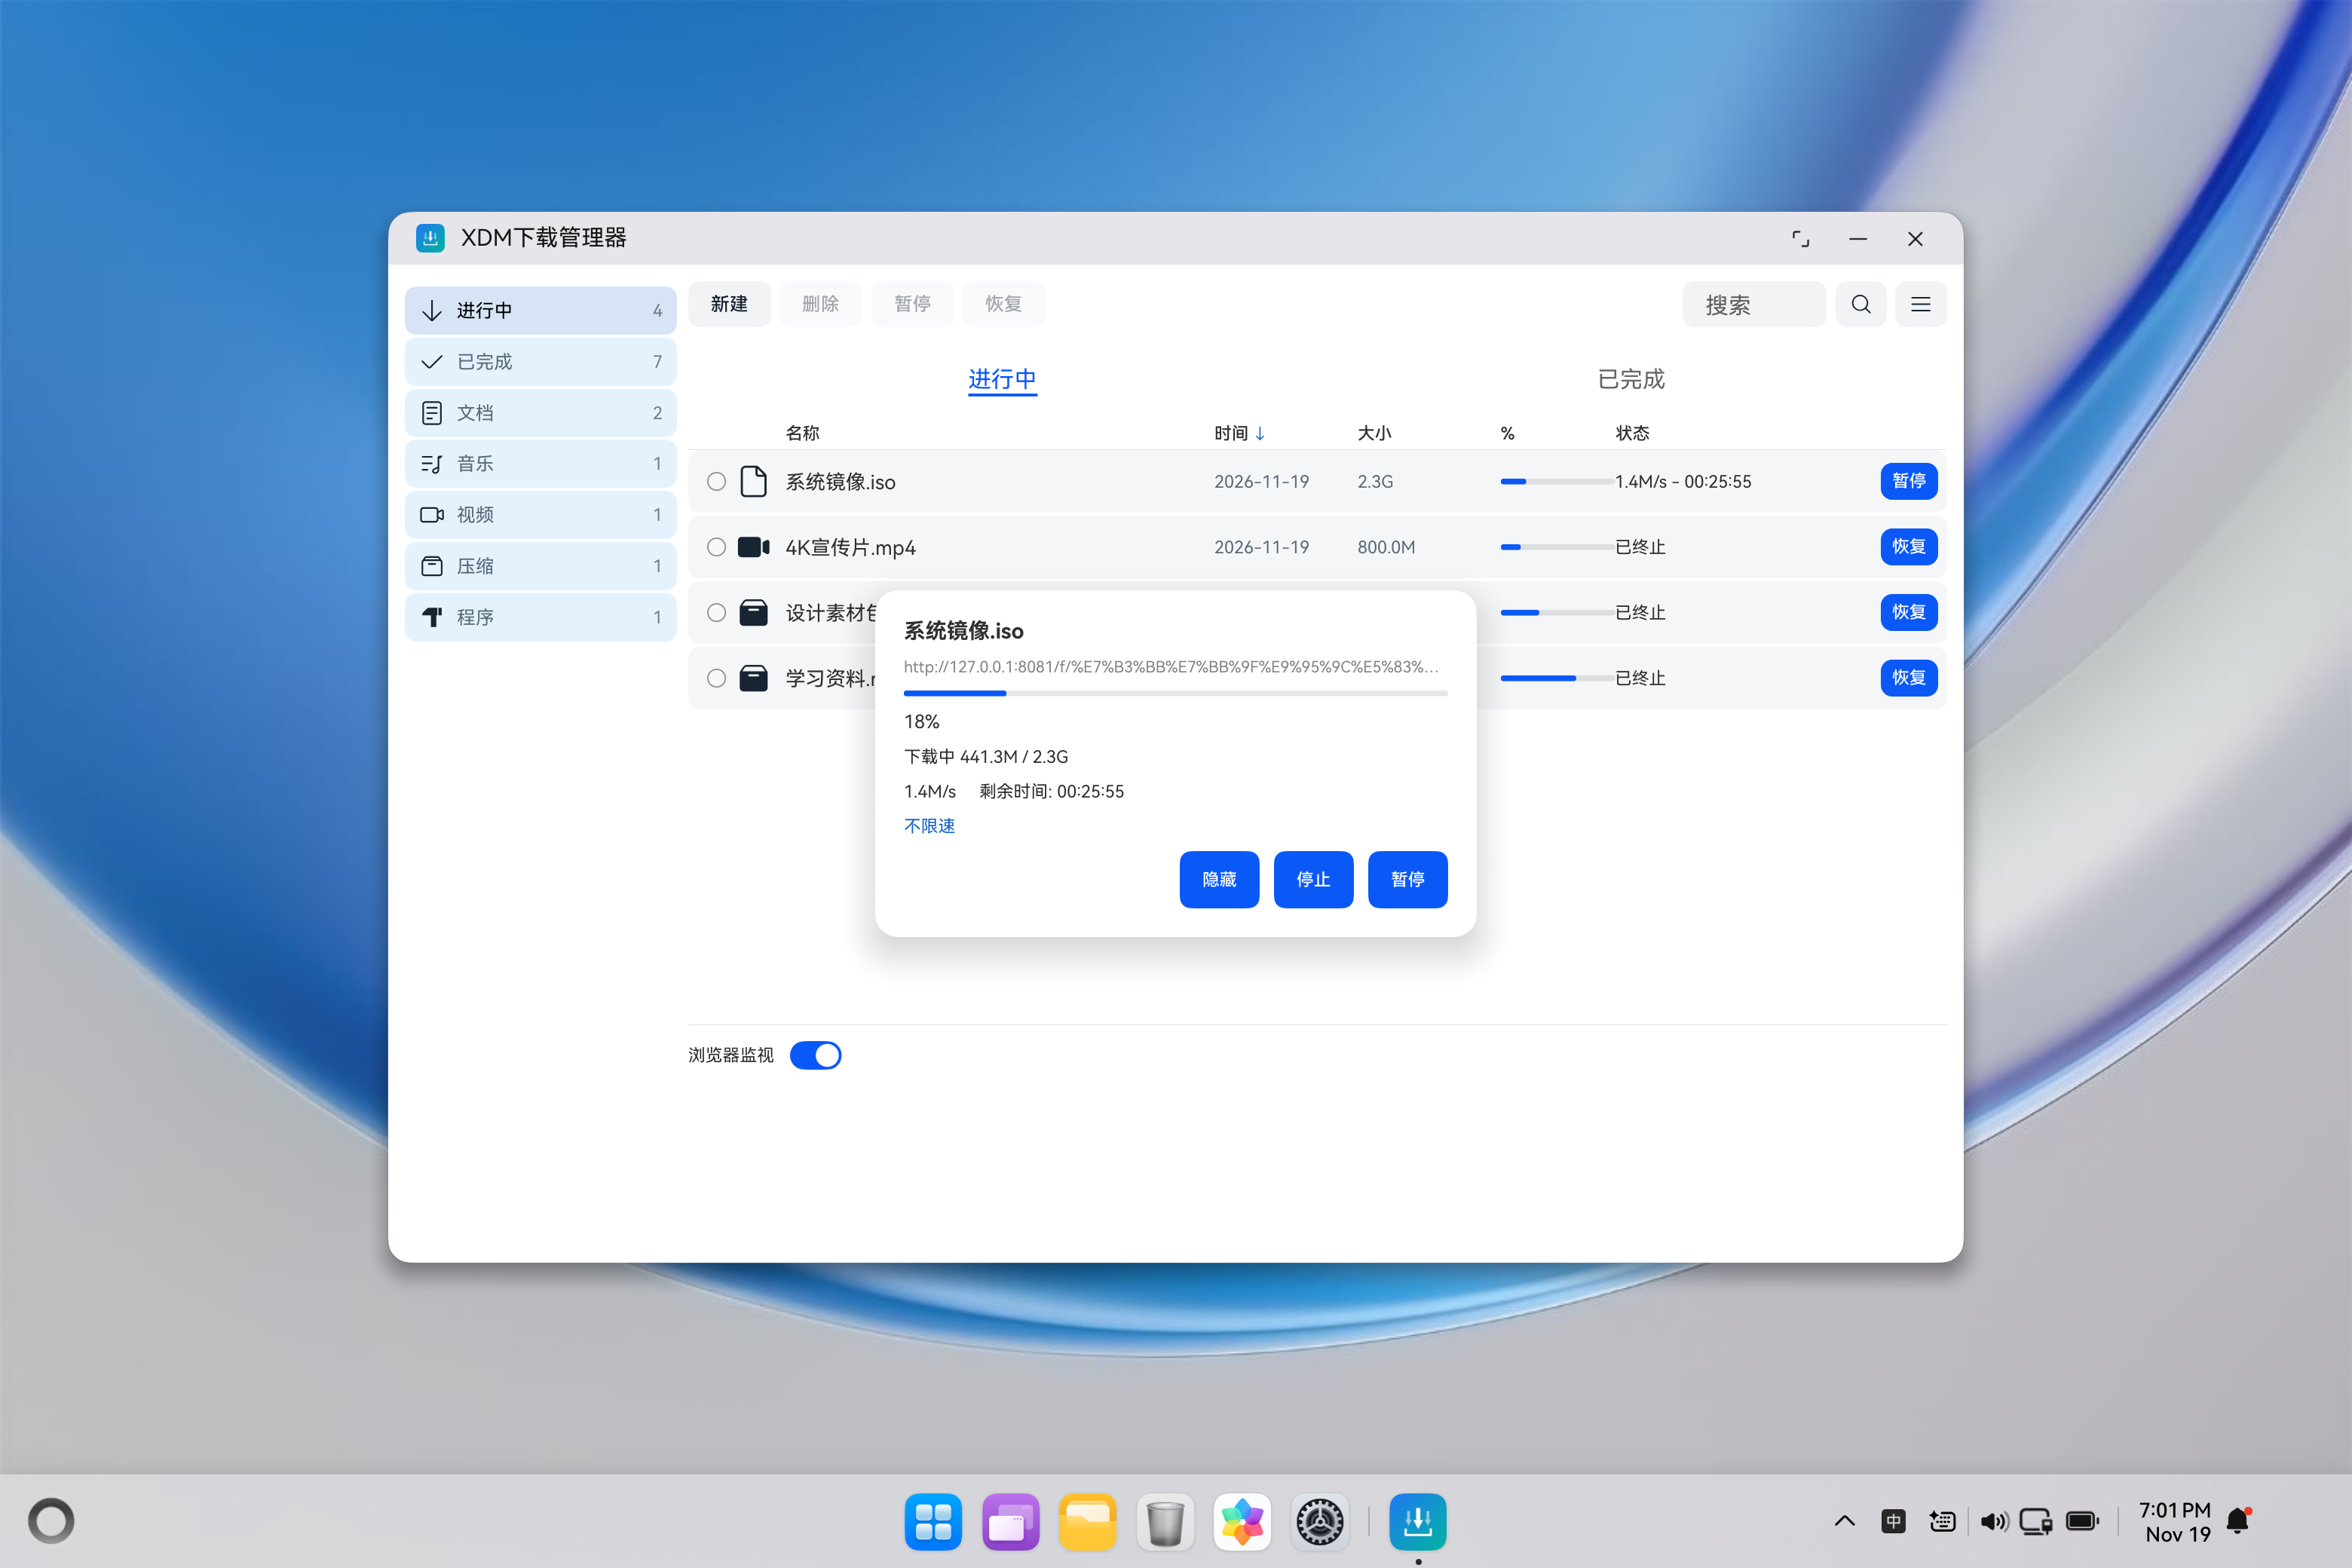 XDM下载管理器
进行中 4
已完成 7
文档 2
音乐 1
视频 1
压缩 1
程序 1
新建 删除 暂停 恢复 搜索
进行中 已完成
名称 时间 大小 % 状态
系统镜像.iso 2026-11-19 2.3G 1.4M/s - 00:25:55 暂停
4K宣传片.mp4 2026-11-19 800.0M 已终止 恢复
设计素材 已终止 恢复
学习资料. 已终止 恢复
系统镜像.iso
http://127.0.0.1:8081/f/%E7%B3%BB%E7%BB%9F%E9%95%9C%E5%83%...
18%
下载中 441.3M / 2.3G
1.4M/s 剩余时间: 00:25:55
不限速
隐藏 停止 暂停
浏览器监视
中
7:01 PM
Nov 19